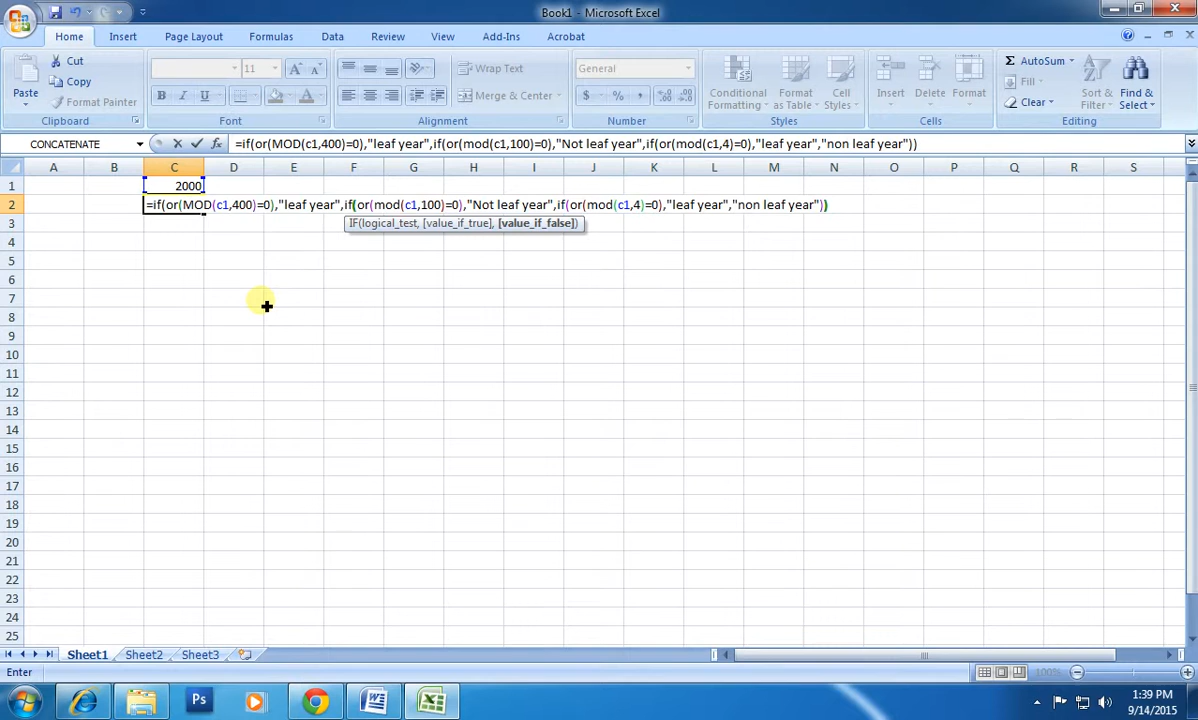 Book1 - Microsoft Excel
Home Insert Page Layout Formulas Data Review View Add-Ins Acrobat
Paste
Cut
Copy
Format Painter
Clipboard
11
Font
Wrap Text
Merge & Center
Alignment
General
Number
Conditional Formatting
Format as Table
Cell Styles
Styles
Insert Delete Format
Cells
Σ AutoSum
Fill
Clear
Sort & Filter
Find & Select
Editing
CONCATENATE =if(or(MOD(c1,400)=0),"leaf year",if(or(mod(c1,100)=0),"Not leaf year",if(or(mod(c1,4)=0),"leaf year","non leaf year"))
A B C D E F G H I J K L M N O P Q R S
1 2000
2 =if(or(MOD(c1,400)=0),"leaf year",if(or(mod(c1,100)=0),"Not leaf year",if(or(mod(c1,4)=0),"leaf year","non leaf year"))
3 IF(logical_test, [value_if_true], [value_if_false])
4
5
6
7
8
9
10
11
12
13
14
15
16
17
18
19
20
21
22
23
24
25
Sheet1 Sheet2 Sheet3
Enter 100%
Ps
1:39 PM
9/14/2015